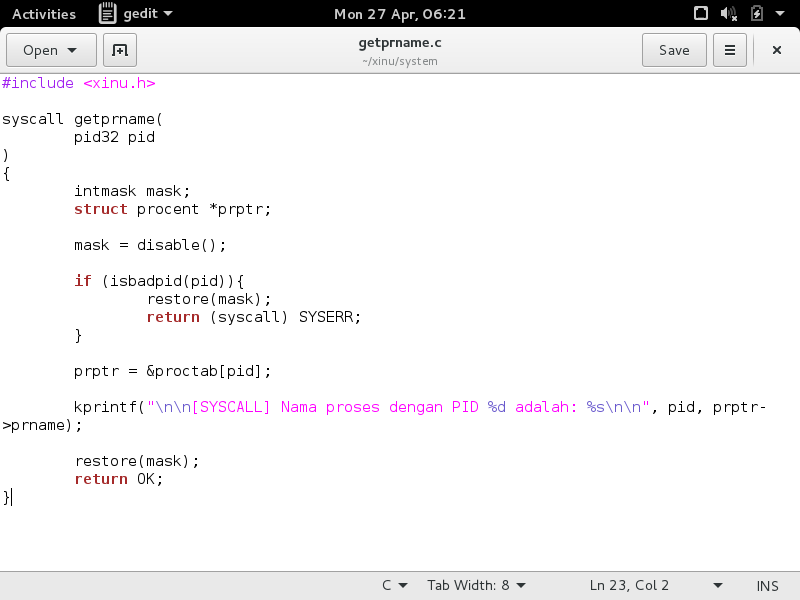 Activities gedit Mon 27 Apr, 06:21
Open getprname.c Save
~/xinu/system
#include <xinu.h>
syscall getprname(
pid32 pid
)
{
intmask mask;
struct procent *prptr;
mask = disable();
if (isbadpid(pid)){
restore(mask);
return (syscall) SYSERR;
}
prptr = &proctab[pid];
kprintf("\n\n[SYSCALL] Nama proses dengan PID %d adalah: %s\n\n", pid, prptr-
>prname);
restore(mask);
return OK;
}
C Tab Width: 8 Ln 23, Col 2 INS